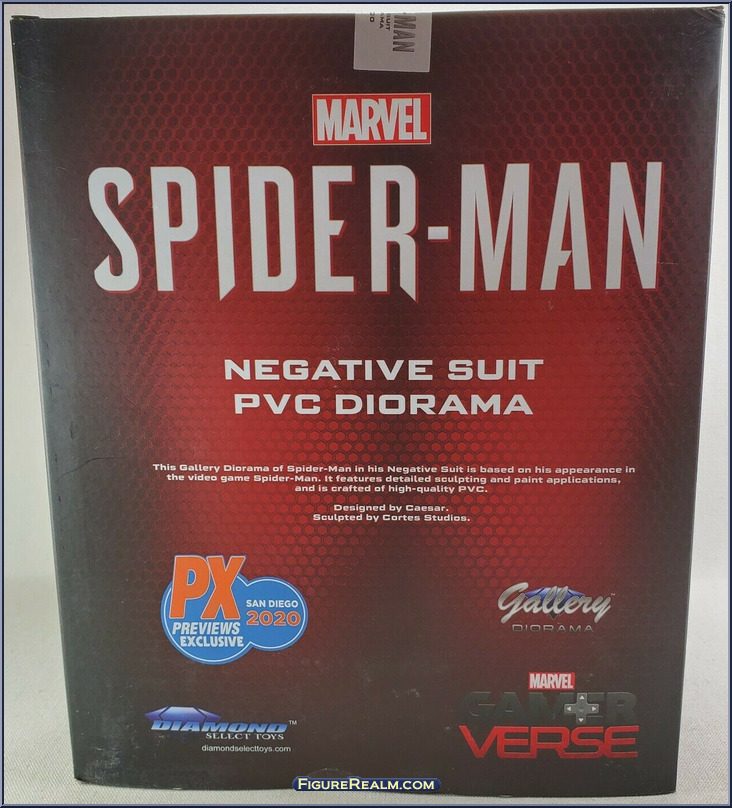 MARVEL
SPIDER-MAN
NEGATIVE SUIT
PVC DIORAMA
This Gallery Diorama of Spider-Man in his Negative Suit is based on his appearance in
the video game Spider-Man. It features detailed sculpting and paint applications,
and is crafted of high-quality PVC.
Designed by Caesar.
Sculpted by Cortes Studios.
PX
PREVIEWS
EXCLUSIVE
SAN DIEGO
2020
Gallery™
DIORAMA
DIAMOND™
SELECT TOYS
diamondselecttoys.com
MARVEL
GAMER
VERSE
FIGUREREALM.COM